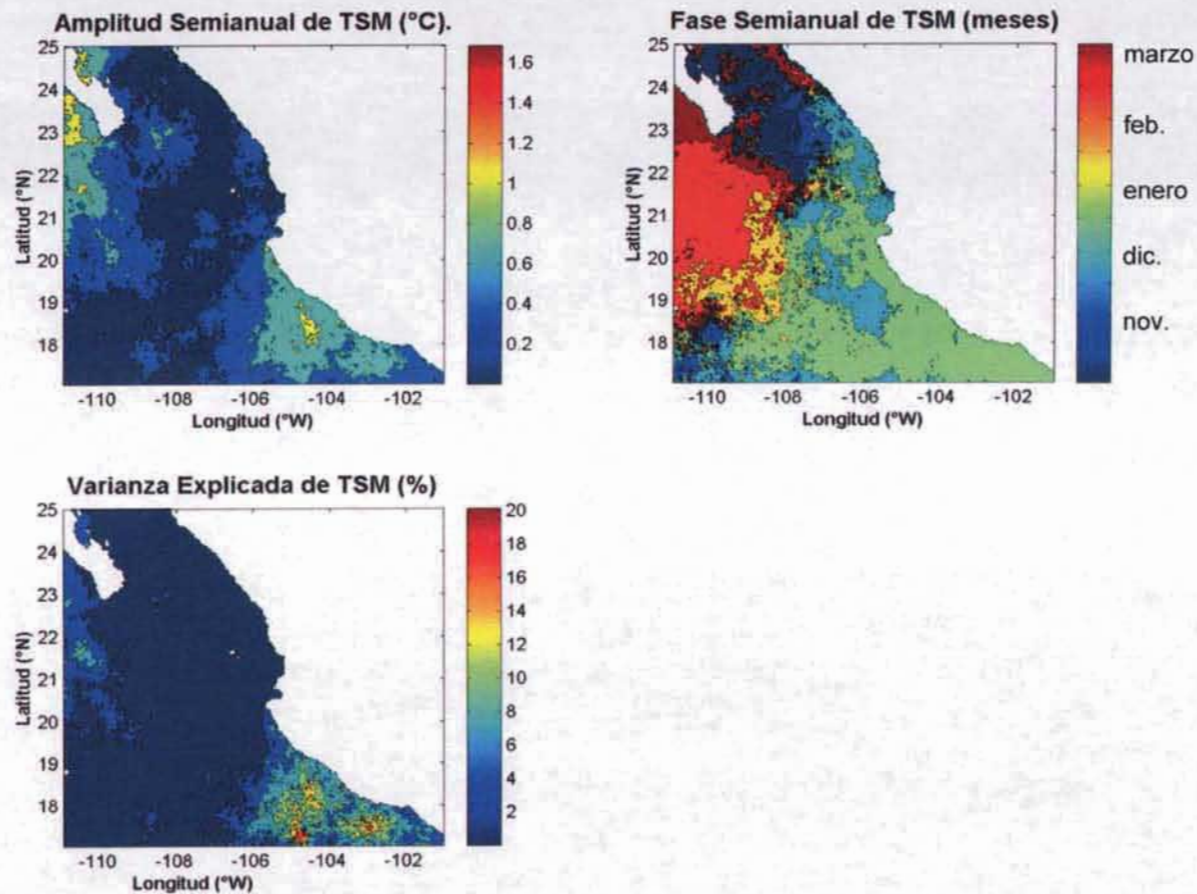 Amplitud Semianual de TSM (°C).
25
24
23
22
21
20
19
18
Latitud (°N)
-110 -108 -106 -104 -102
Longitud (°W)
1.6
1.4
1.2
1
0.8
0.6
0.4
0.2
Fase Semianual de TSM (meses)
25
24
23
22
21
20
19
18
Latitud (°N)
-110 -108 -106 -104 -102
Longitud (°W)
marzo
feb.
enero
dic.
nov.
Varianza Explicada de TSM (%)
25
24
23
22
21
20
19
18
Latitud (°N)
-110 -108 -106 -104 -102
Longitud (°W)
20
18
16
14
12
10
8
6
4
2